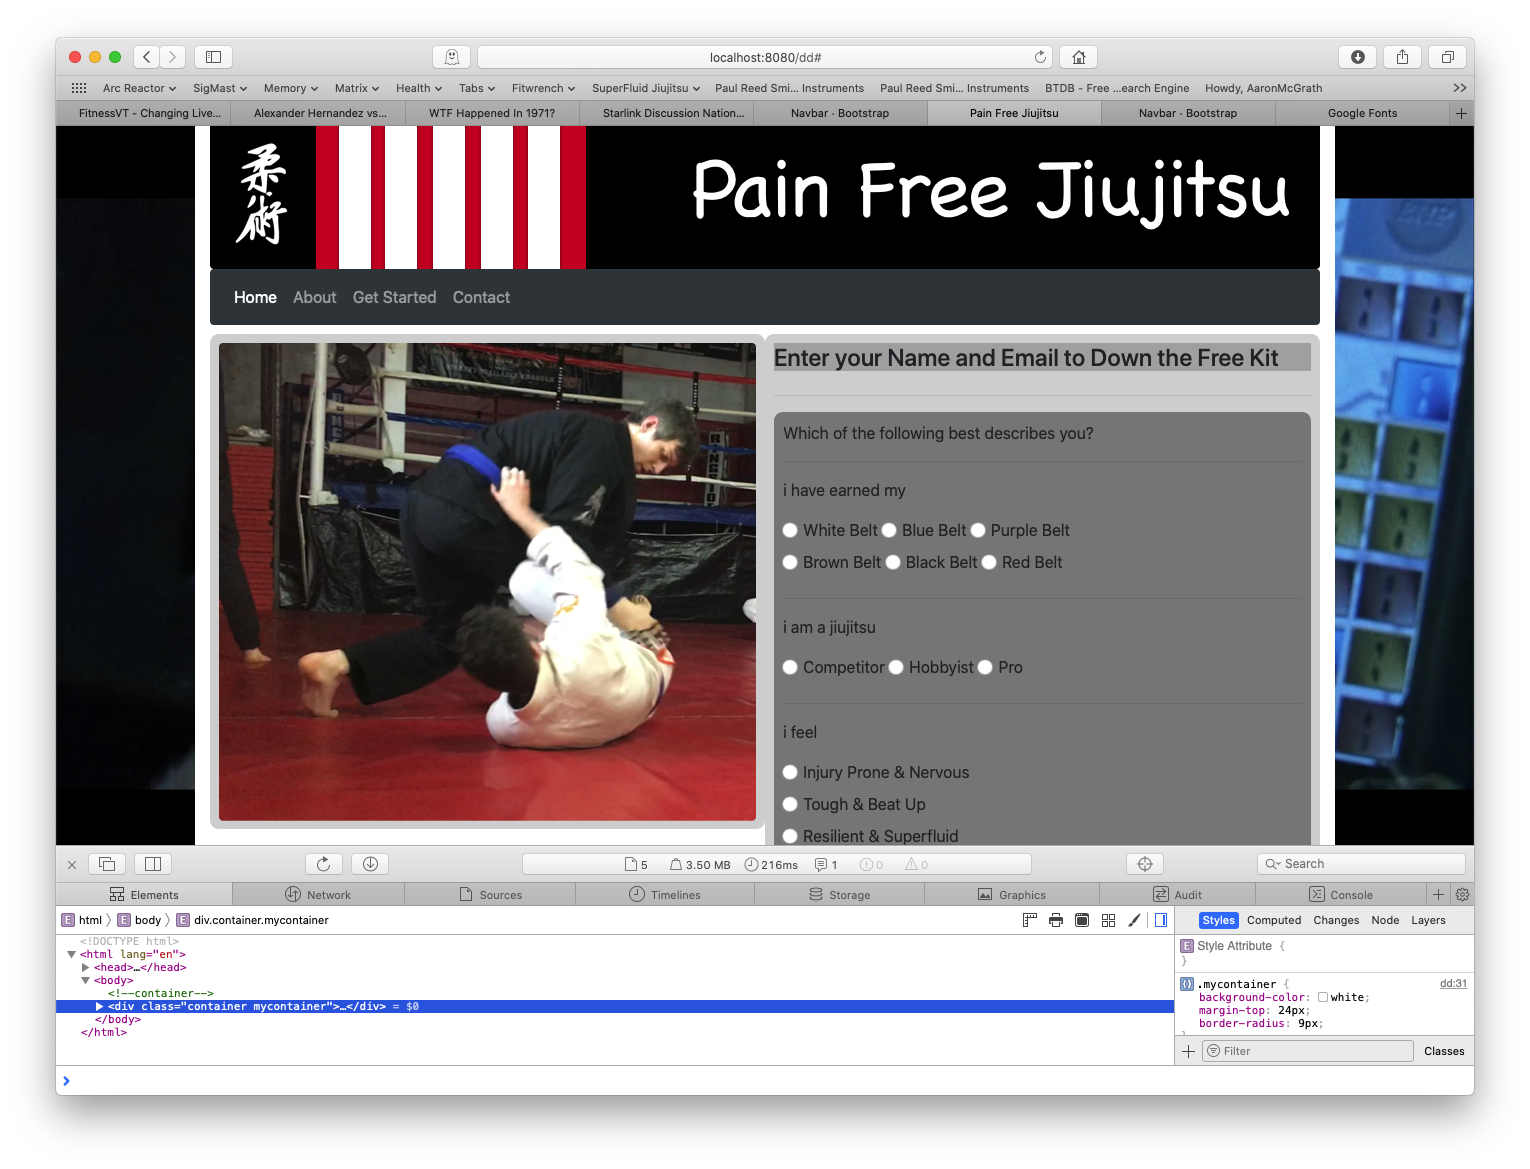 localhost:8080/dd#
Arc Reactor SigMast Memory Matrix Health Tabs Fitwrench SuperFluid Jiujitsu Paul Reed Smi... Instruments Paul Reed Smi... Instruments BTDB - Free ...earch Engine Howdy, AaronMcGrath >>
FitnessVT - Changing Live... Alexander Hernandez vs... WTF Happened In 1971? Starlink Discussion Nation... Navbar · Bootstrap Pain Free Jiujitsu Navbar · Bootstrap Google Fonts +
柔術
Pain Free Jiujitsu
Home About Get Started Contact
RINGSIDE
Enter your Name and Email to Down the Free Kit
Which of the following best describes you?
i have earned my
White Belt Blue Belt Purple Belt
Brown Belt Black Belt Red Belt
i am a jiujitsu
Competitor Hobbyist Pro
i feel
Injury Prone & Nervous
Tough & Beat Up
Resilient & Superfluid
5 3.50 MB 216ms 1 0 0 Search
Elements Network Sources Timelines Storage Graphics Audit Console +
E html E body E div.container.mycontainer
Styles Computed Changes Node Layers
<!DOCTYPE html>
<html lang="en">
<head>…</head>
<body>
<!--container-->
<div class="container mycontainer">…</div> = $0
</body>
</html>
E Style Attribute {
}
.mycontainer { dd:31
background-color: white;
margin-top: 24px;
border-radius: 9px;
}
+ Filter Classes
>